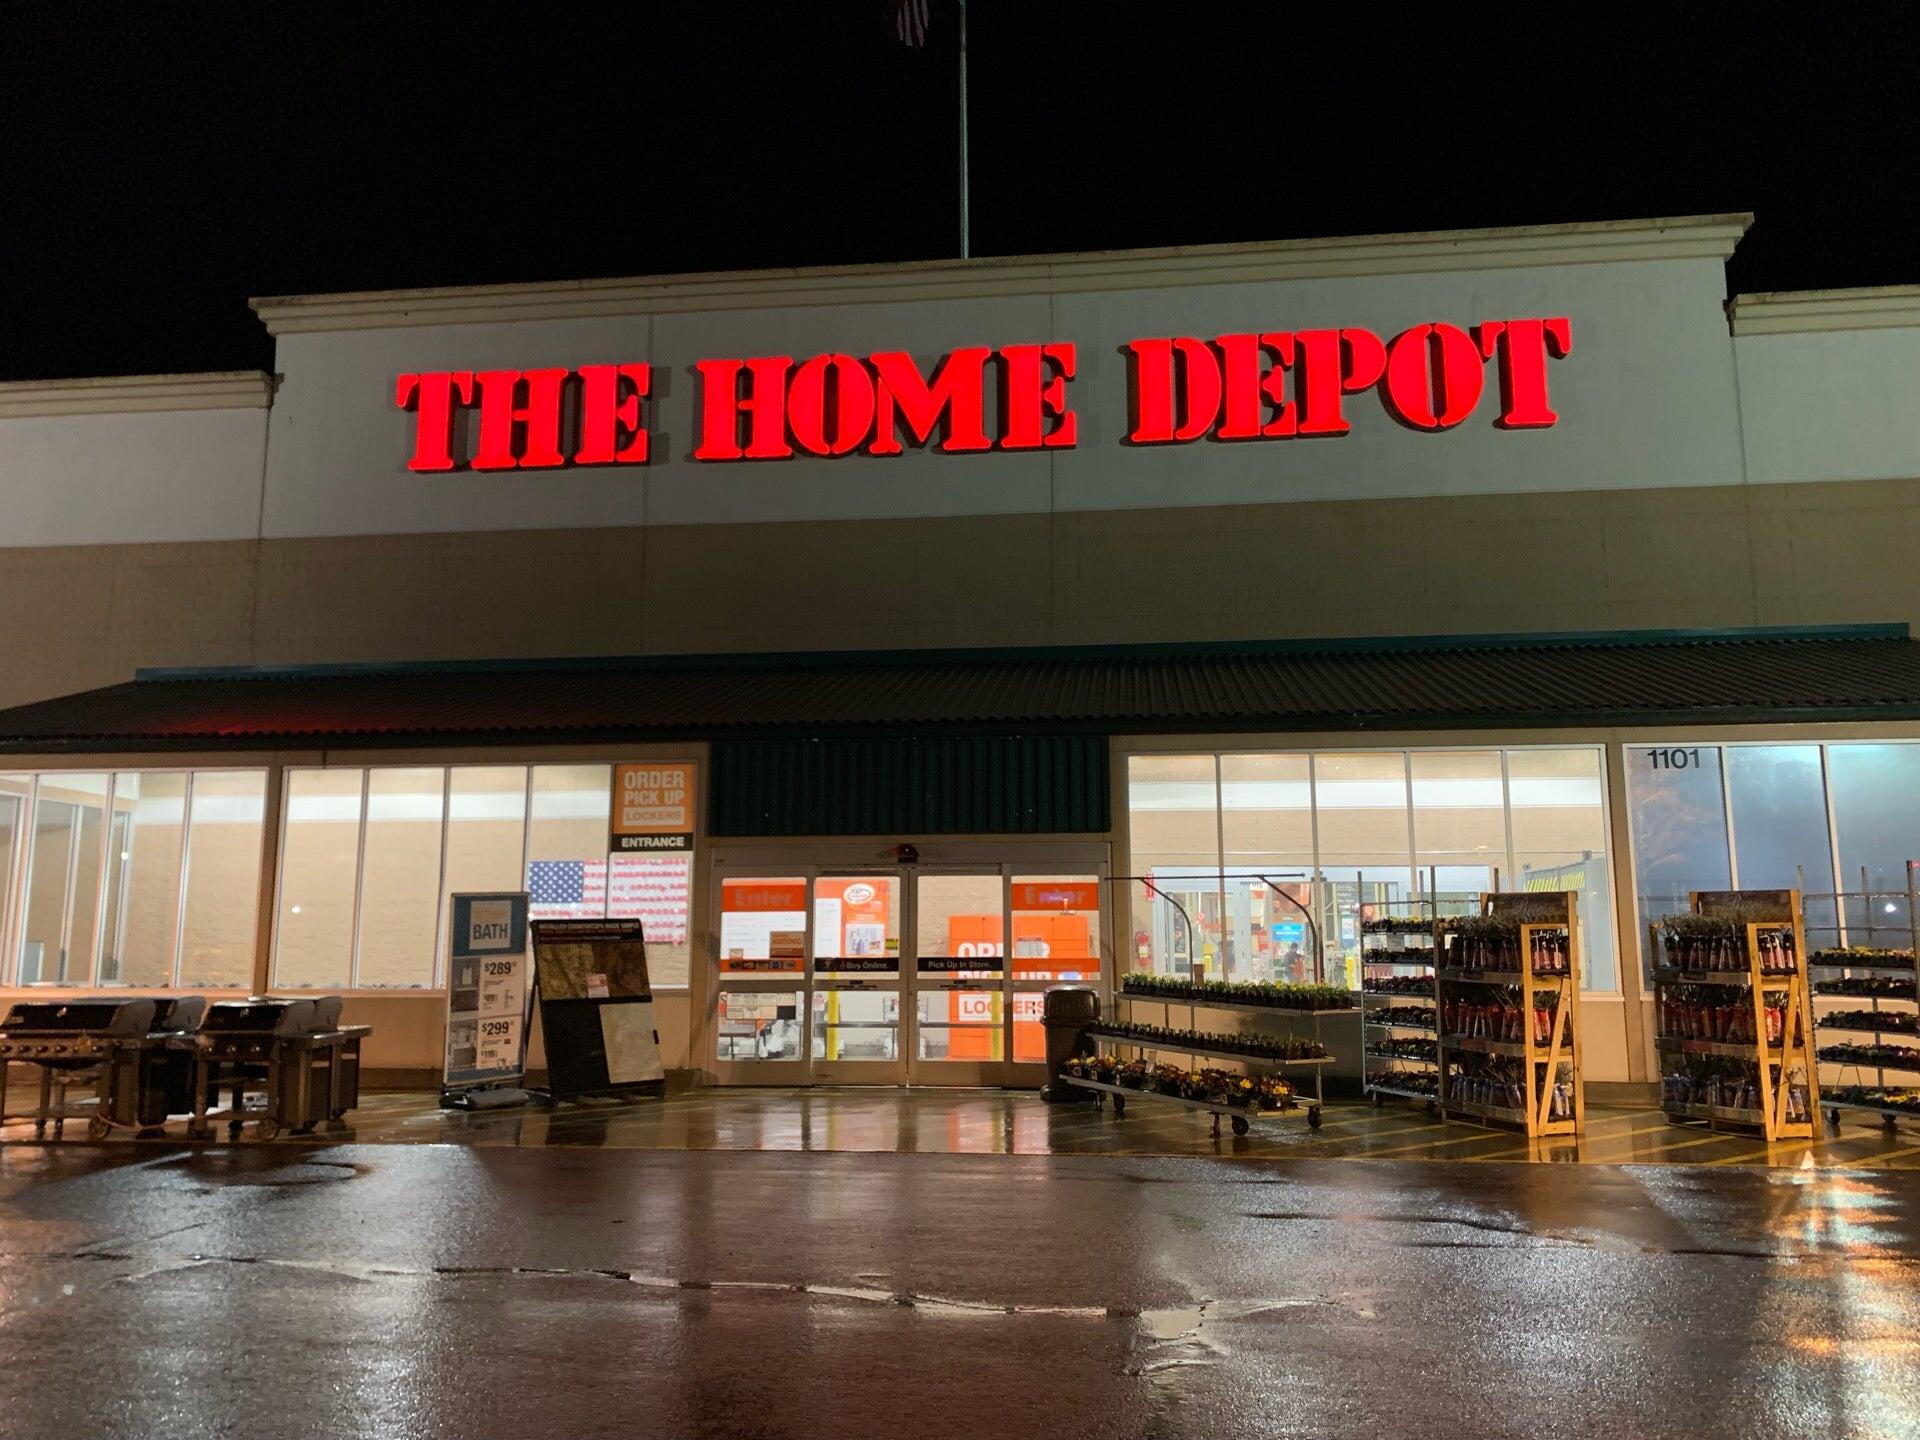 THE HOME DEPOT
1101
ORDER
PICK UP
LOCKERS
ENTRANCE
Enter
Enter
BATH
$289
$299
HIRING
Buy Online.
Pick Up In Store.
LOCKERS